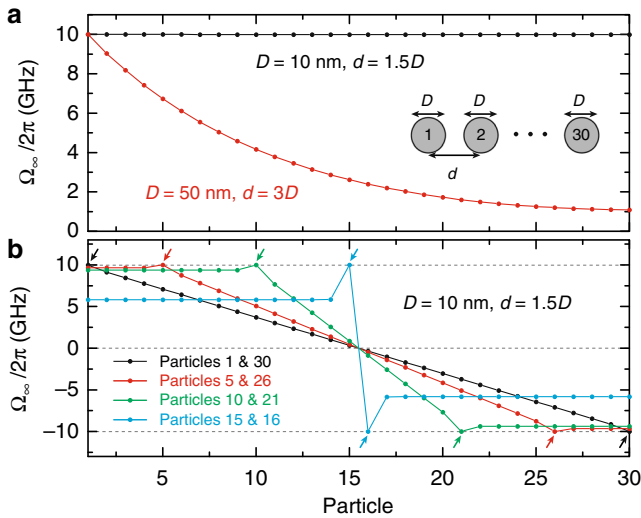 a
10
8
6
4
2
0
Ω∞/2π (GHz)
D = 10 nm, d = 1.5D
D D D
1 2 • • • 30
d
D = 50 nm, d = 3D
b
10
5
0
−5
−10
Ω∞/2π (GHz)
D = 10 nm, d = 1.5D
Particles 1 & 30
Particles 5 & 26
Particles 10 & 21
Particles 15 & 16
5 10 15 20 25 30
Particle